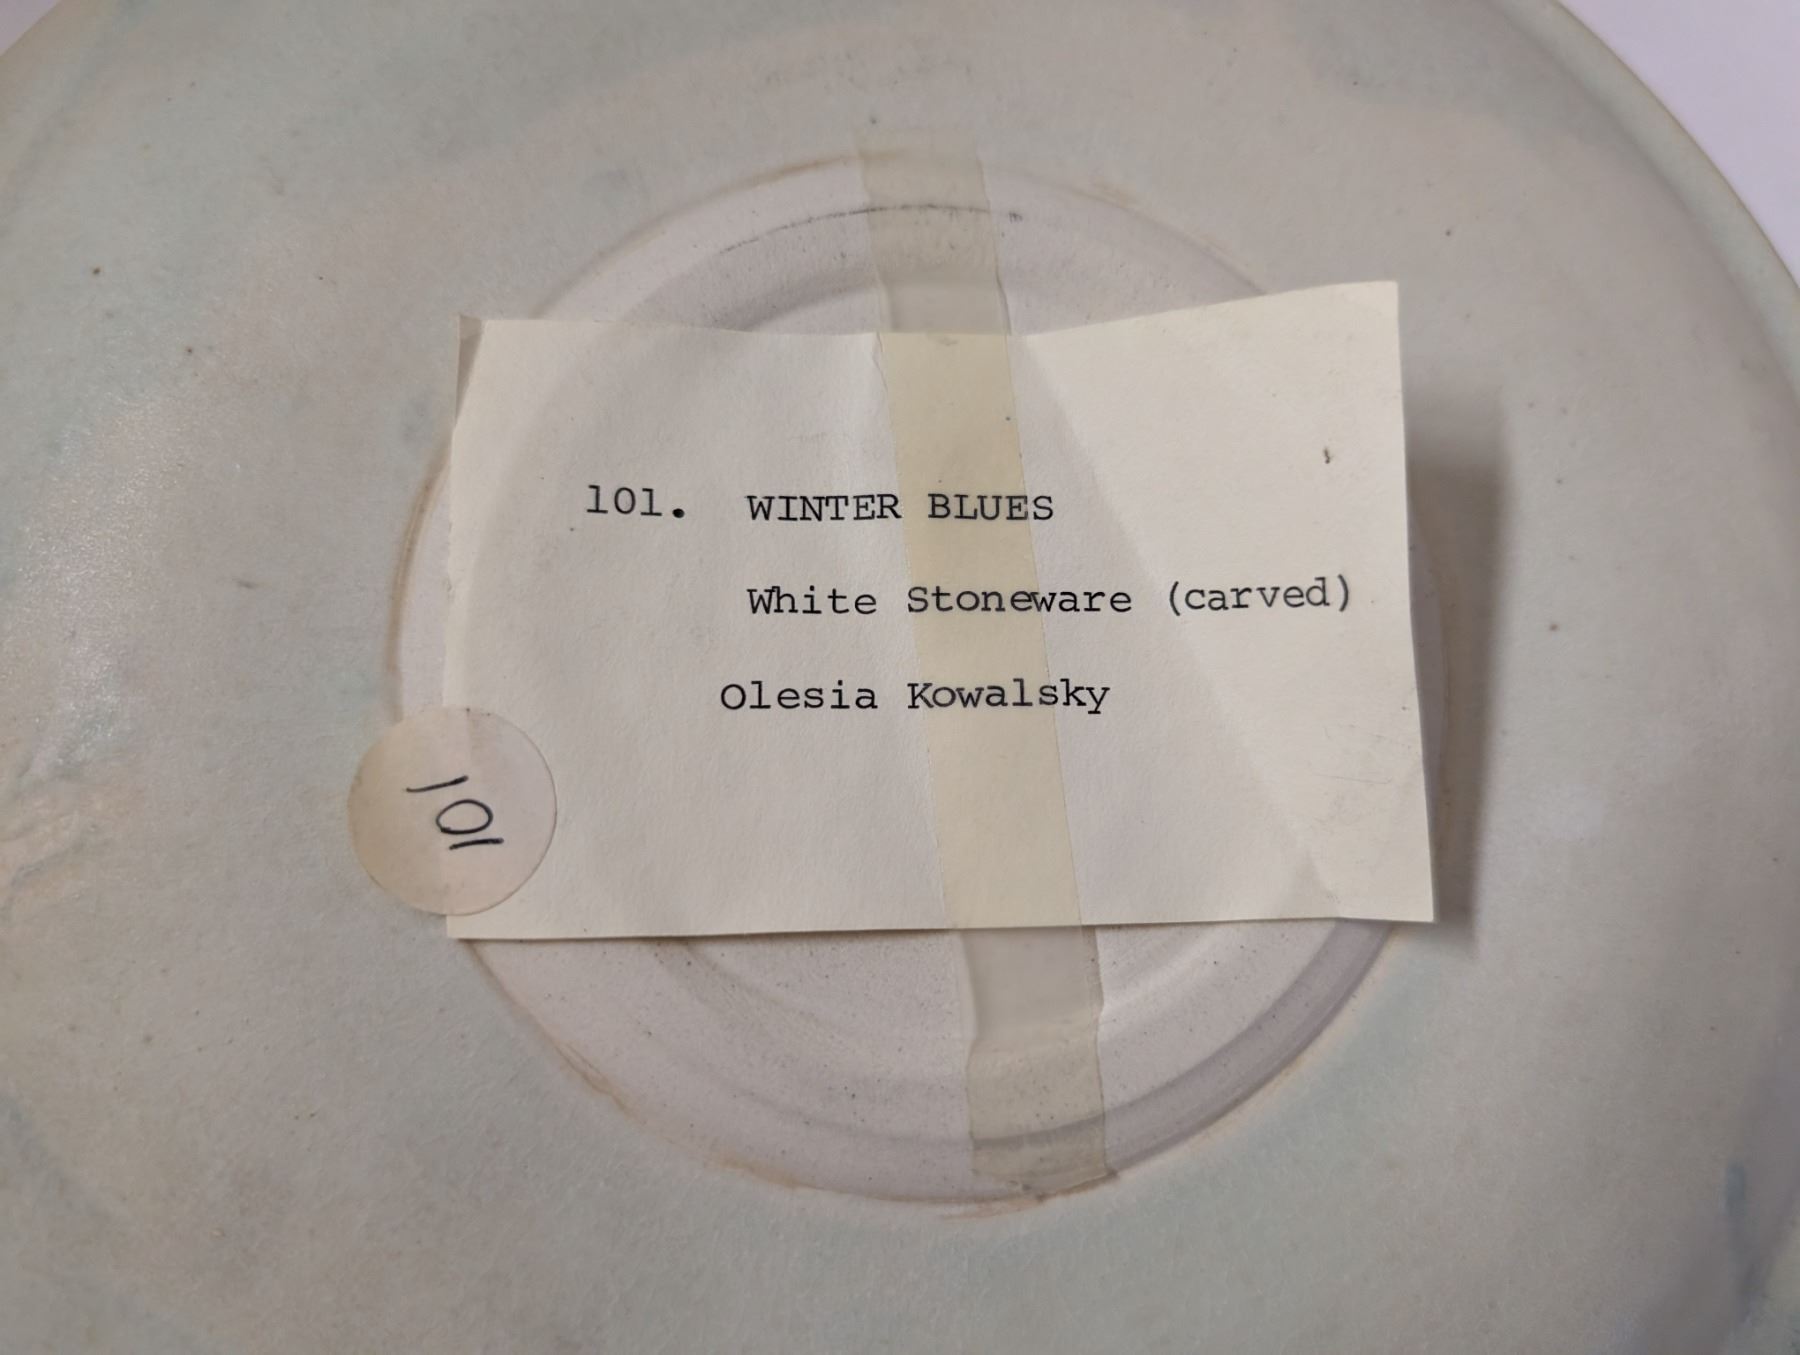 101. WINTER BLUES
White Stoneware (carved)
Olesia Kowalsky
101